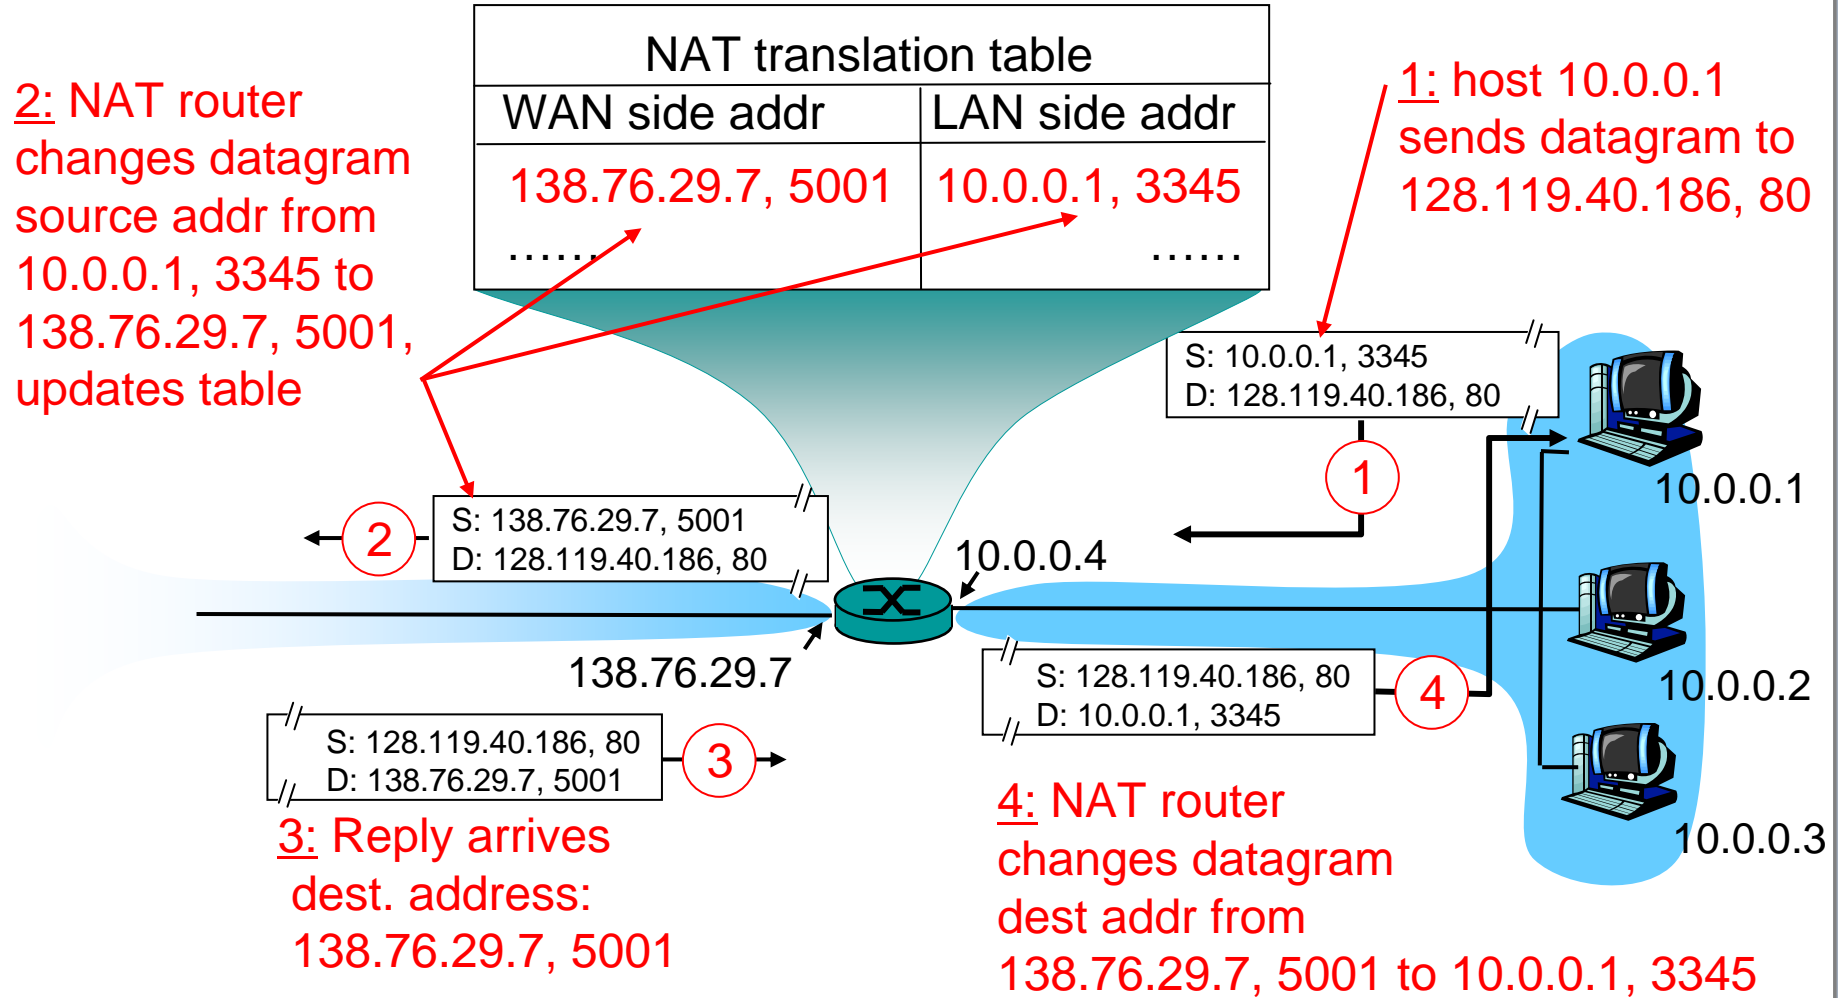 NAT translation table
WAN side addr
LAN side addr
138.76.29.7, 5001
10.0.0.1, 3345
......
......
1: host 10.0.0.1
sends datagram to
128.119.40.186, 80
2: NAT router
changes datagram
source addr from
10.0.0.1, 3345 to
138.76.29.7, 5001,
updates table
S: 10.0.0.1, 3345
D: 128.119.40.186, 80
1
10.0.0.1
S: 138.76.29.7, 5001
D: 128.119.40.186, 80
2
10.0.0.4
138.76.29.7
S: 128.119.40.186, 80
D: 10.0.0.1, 3345
4
10.0.0.2
S: 128.119.40.186, 80
D: 138.76.29.7, 5001
3
10.0.0.3
3: Reply arrives
dest. address:
138.76.29.7, 5001
4: NAT router
changes datagram
dest addr from
138.76.29.7, 5001 to 10.0.0.1, 3345